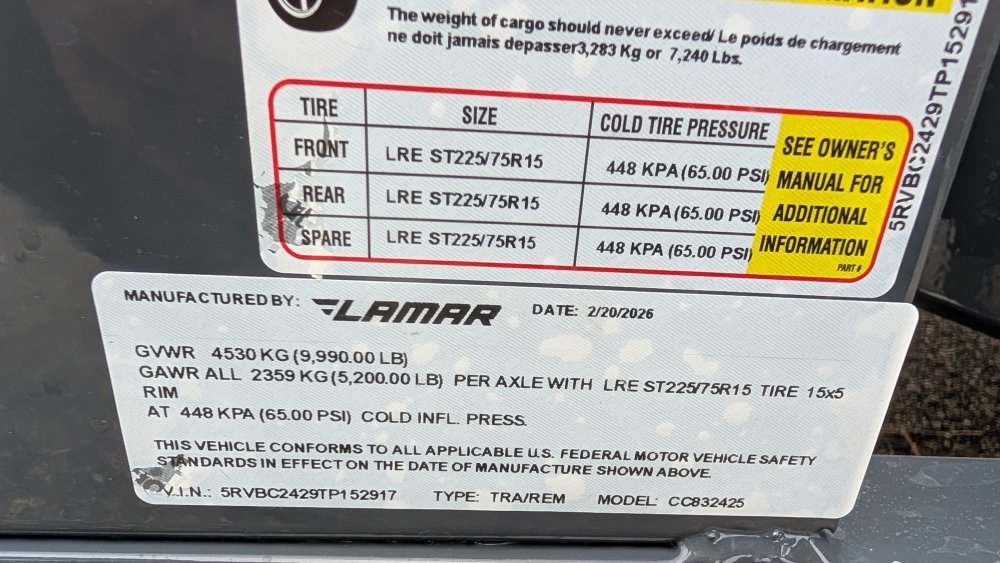 The weight of cargo should never exceed/ Le poids de chargement
ne doit jamais depasser3,283 Kg or 7,240 Lbs.
TIRE SIZE COLD TIRE PRESSURE
FRONT LRE ST225/75R15 448 KPA(65.00 PSI)
REAR LRE ST225/75R15 448 KPA(65.00 PSI)
SPARE LRE ST225/75R15 448 KPA(65.00 PSI)
SEE OWNER'S
MANUAL FOR
ADDITIONAL
INFORMATION
PART #
5RVBC2429TP15291
MANUFACTURED BY: LAMAR DATE: 2/20/2026
GVWR 4530 KG (9,990.00 LB)
GAWR ALL 2359 KG (5,200.00 LB) PER AXLE WITH LRE ST225/75R15 TIRE 15x5
RIM
AT 448 KPA (65.00 PSI) COLD INFL. PRESS.
THIS VEHICLE CONFORMS TO ALL APPLICABLE U.S. FEDERAL MOTOR VEHICLE SAFETY
STANDARDS IN EFFECT ON THE DATE OF MANUFACTURE SHOWN ABOVE
V.I.N.: 5RVBC2429TP152917 TYPE: TRA/REM MODEL: CC832425